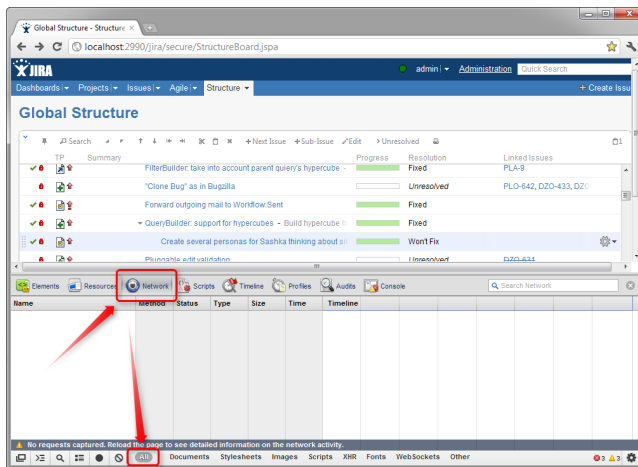 Global Structure - Structure
localhost:2990/jira/secure/StructureBoard.jspa
JIRA
admin Administration Quick Search
Dashboards Projects Issues Agile Structure + Create Issu
Global Structure
Search +Next Issue +Sub-Issue Edit Unresolved 1
TP Summary Progress Resolution Linked Issues
FilterBuilder: take into account parent quiery's hypercube - Fixed PLA-9
"Clone Bug" as in Bugzilla Unresolved PLO-642, DZO-433, DZO
Forward outgoing mail to Workflow:Sent Fixed
QueryBuilder: support for hypercubes - Build hypercube Fixed
Create several personas for Sashka thinking about Won't Fix
Pluggable edit validation Unresolved DZO-631
Elements Resources Network Scripts Timeline Profiles Audits Console Search Network
Name Method Status Type Size Time Timeline
No requests captured. Reload the page to see detailed information on the network activity.
All Documents Stylesheets Images Scripts XHR Fonts WebSockets Other 3 3